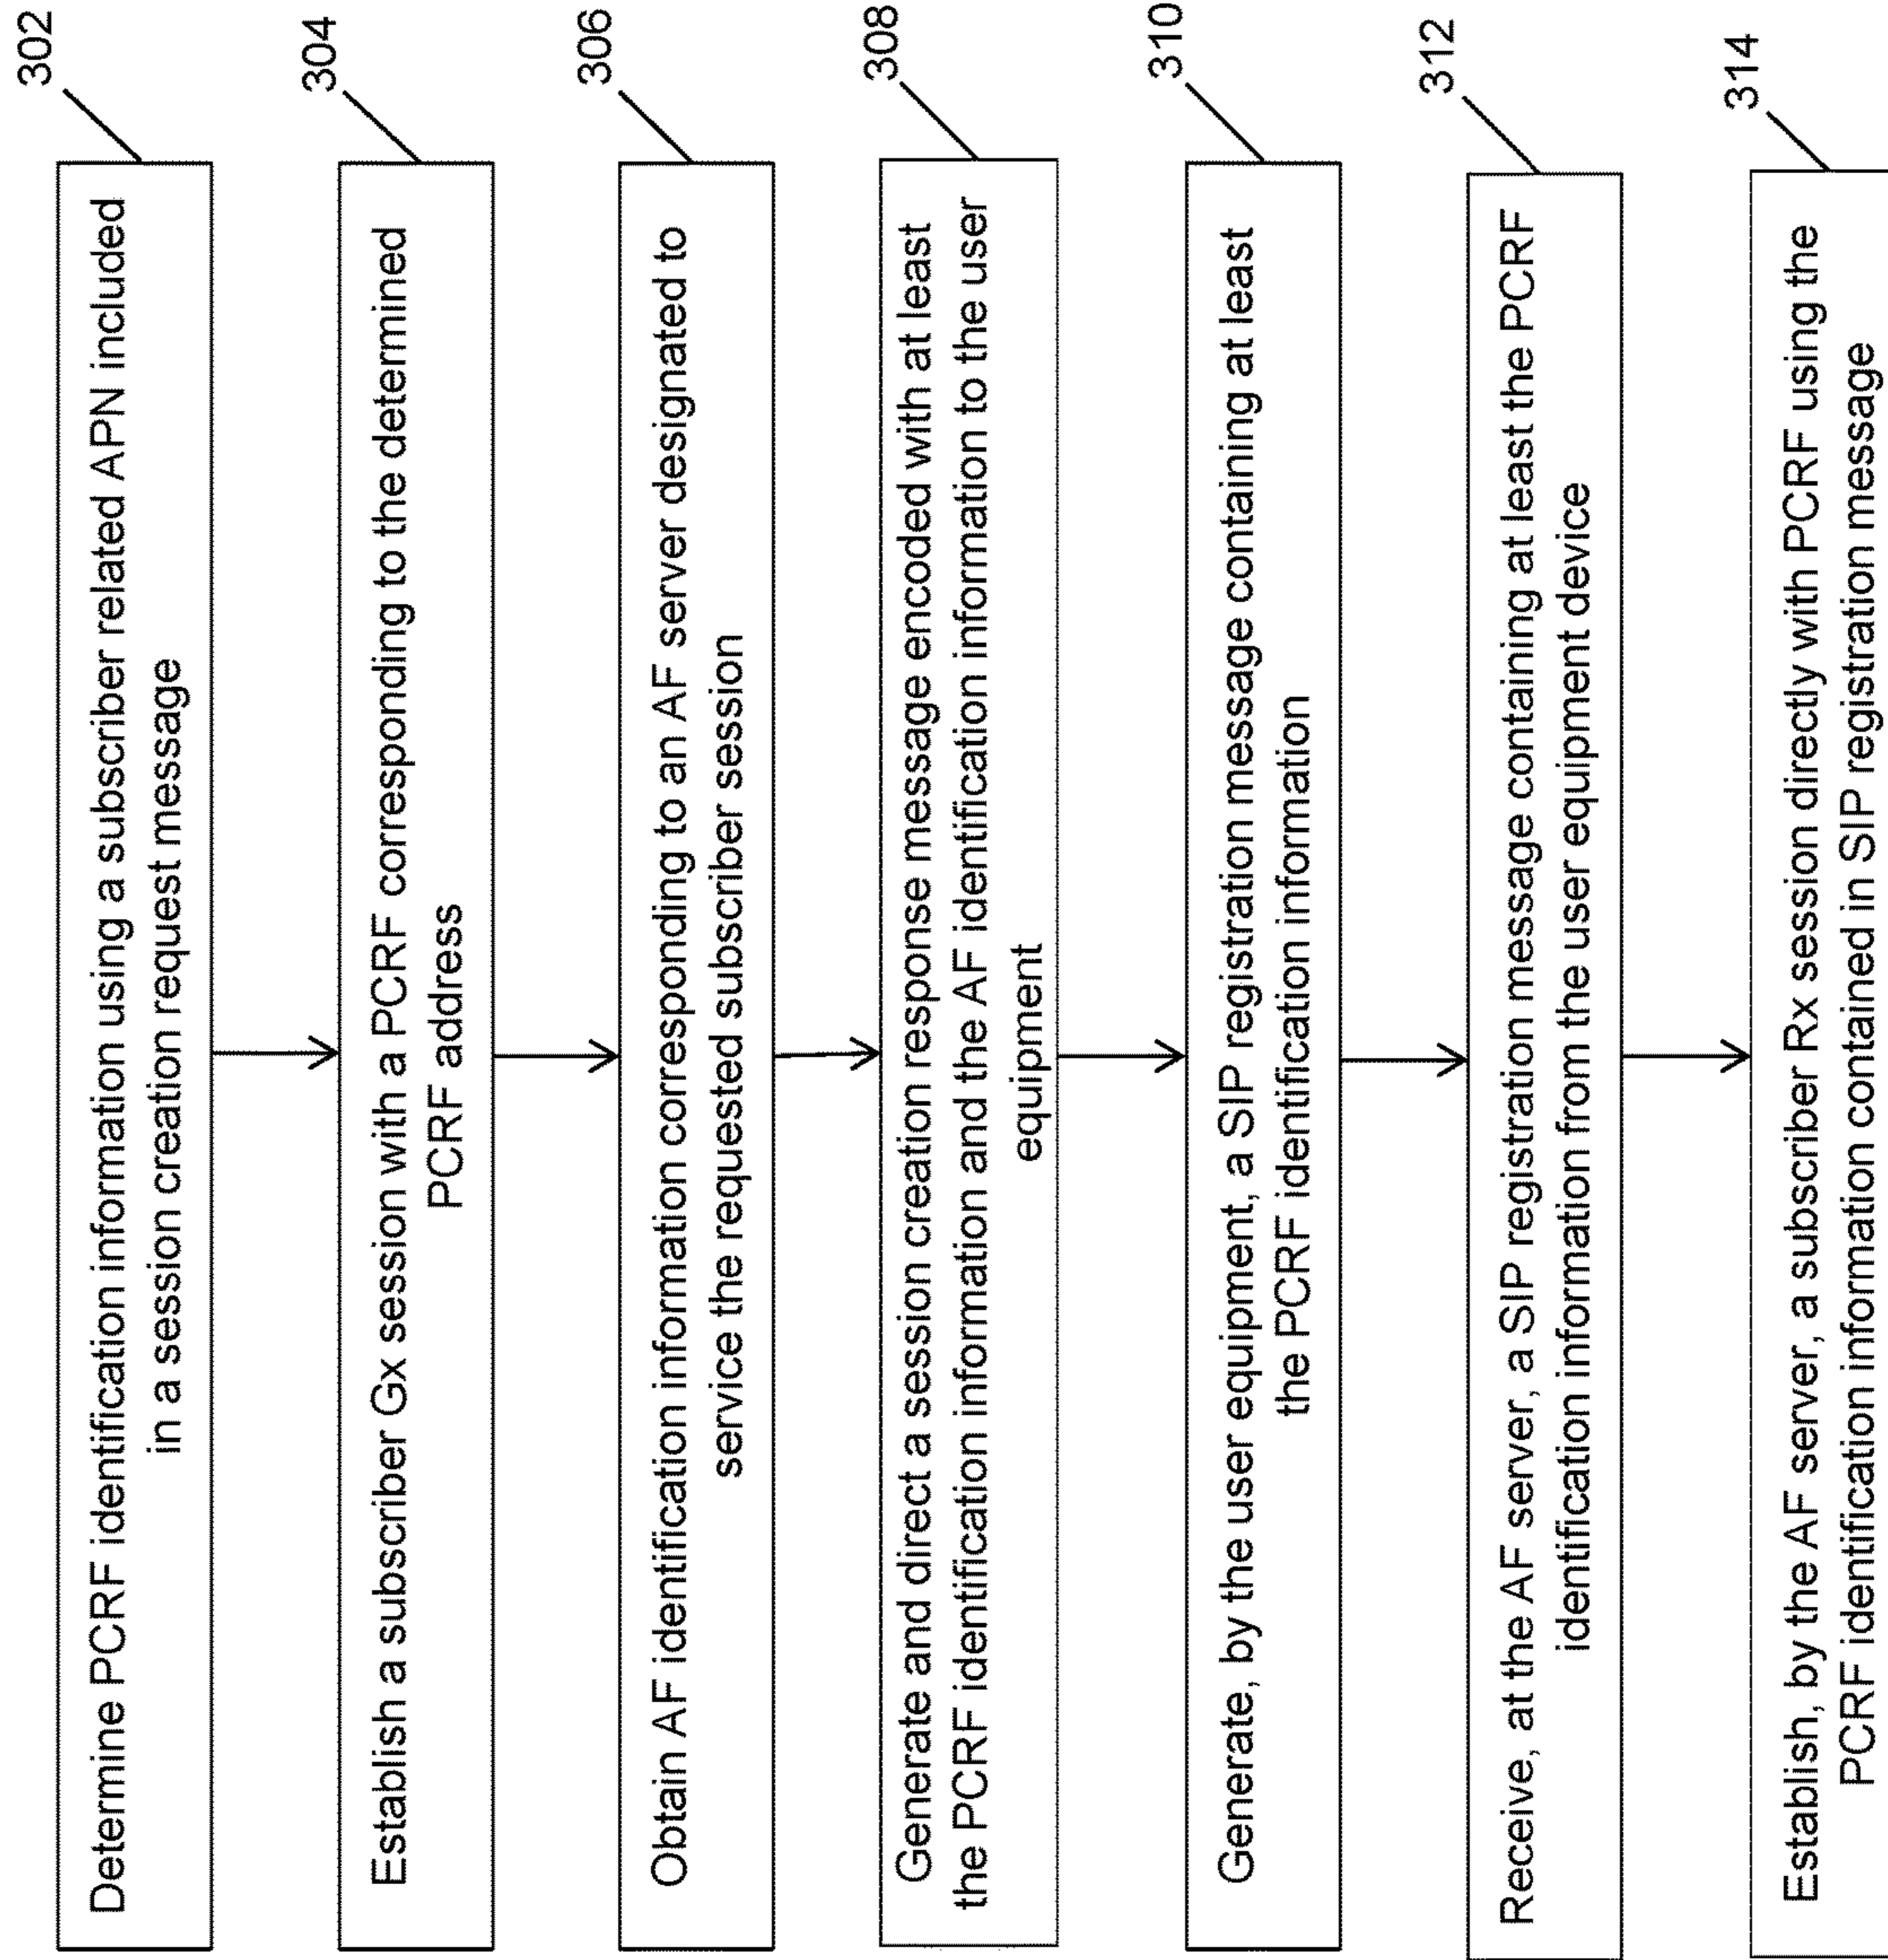 302
Determine PCRF identification information using a subscriber related APN included
in a session creation request message
304
Establish a subscriber Gx session with a PCRF corresponding to the determined
PCRF address
306
Obtain AF identification information corresponding to an AF server designated to
service the requested subscriber session
308
Generate and direct a session creation response message encoded with at least
the PCRF identification information and the AF identification information to the user
equipment
310
Generate, by the user equipment, a SIP registration message containing at least
the PCRF identification information
312
Receive, at the AF server, a SIP registration message containing at least the PCRF
identification information from the user equipment device
314
Establish, by the AF server, a subscriber Rx session directly with PCRF using the
PCRF identification information contained in SIP registration message